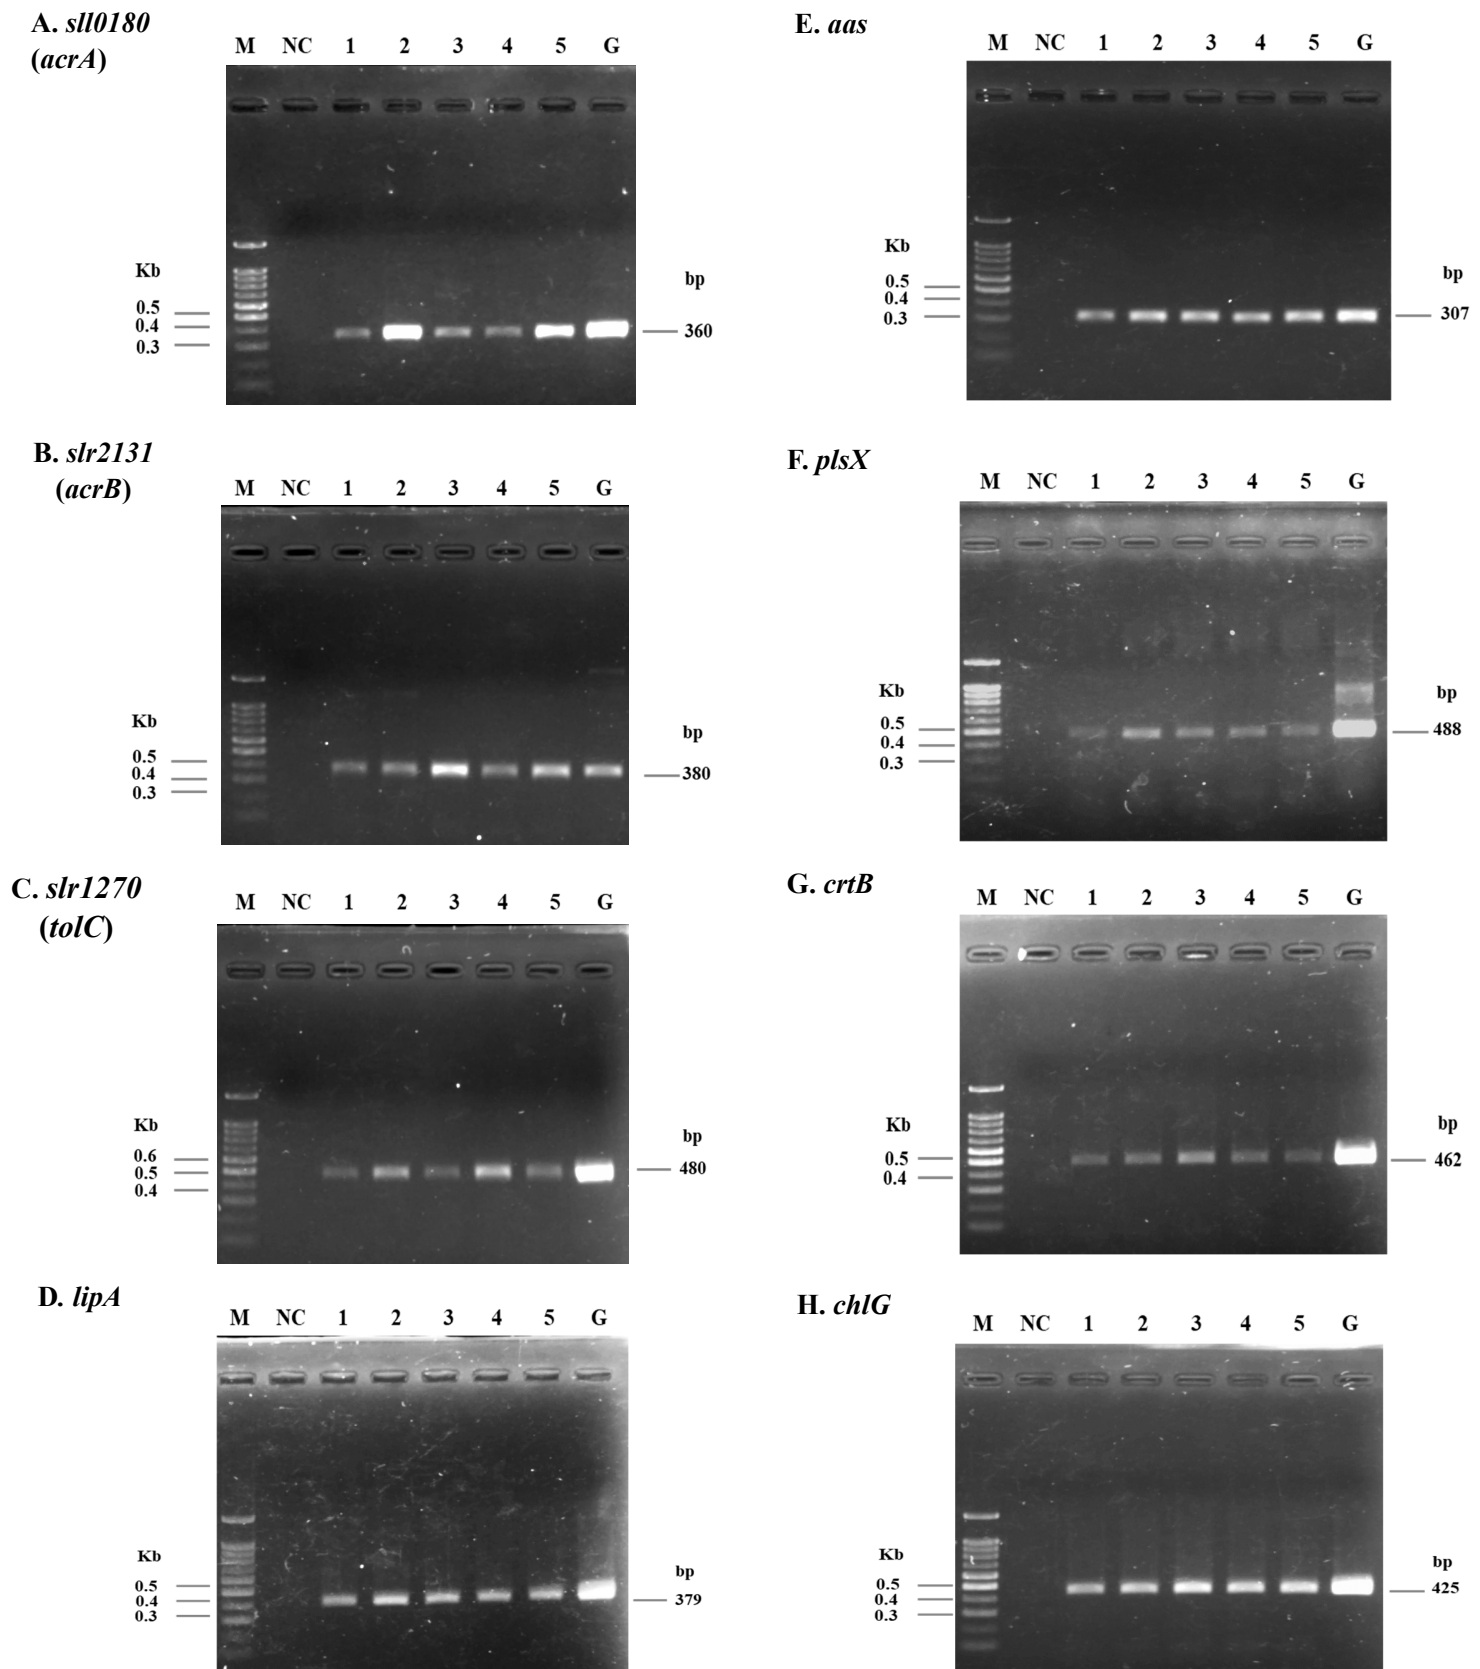 A. sll0180
(acrA)
M NC 1 2 3 4 5 G
Kb
0.5
0.4
0.3
bp
360
B. slr2131
(acrB)
M NC 1 2 3 4 5 G
Kb
0.5
0.4
0.3
bp
380
C. slr1270
(tolC)
M NC 1 2 3 4 5 G
Kb
0.6
0.5
0.4
bp
480
D. lipA
M NC 1 2 3 4 5 G
Kb
0.5
0.4
0.3
bp
379
E. aas
M NC 1 2 3 4 5 G
Kb
0.5
0.4
0.3
bp
307
F. plsX
M NC 1 2 3 4 5 G
Kb
0.5
0.4
0.3
bp
488
G. crtB
M NC 1 2 3 4 5 G
Kb
0.5
0.4
bp
462
H. chlG
M NC 1 2 3 4 5 G
Kb
0.5
0.4
0.3
bp
425